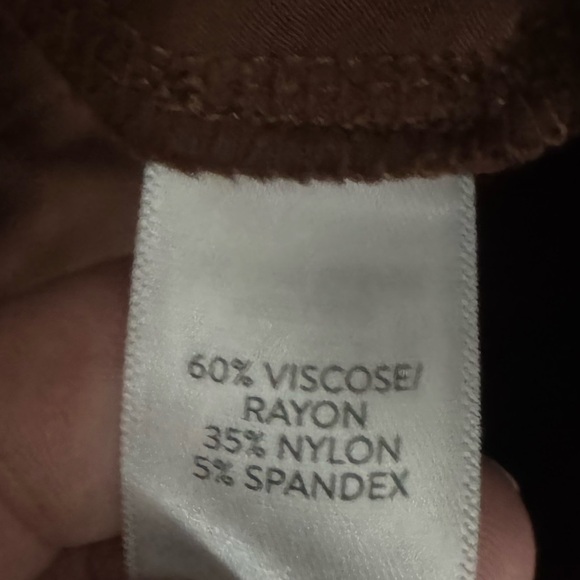 60% VISCOSE/
RAYON
35% NYLON
5% SPANDEX